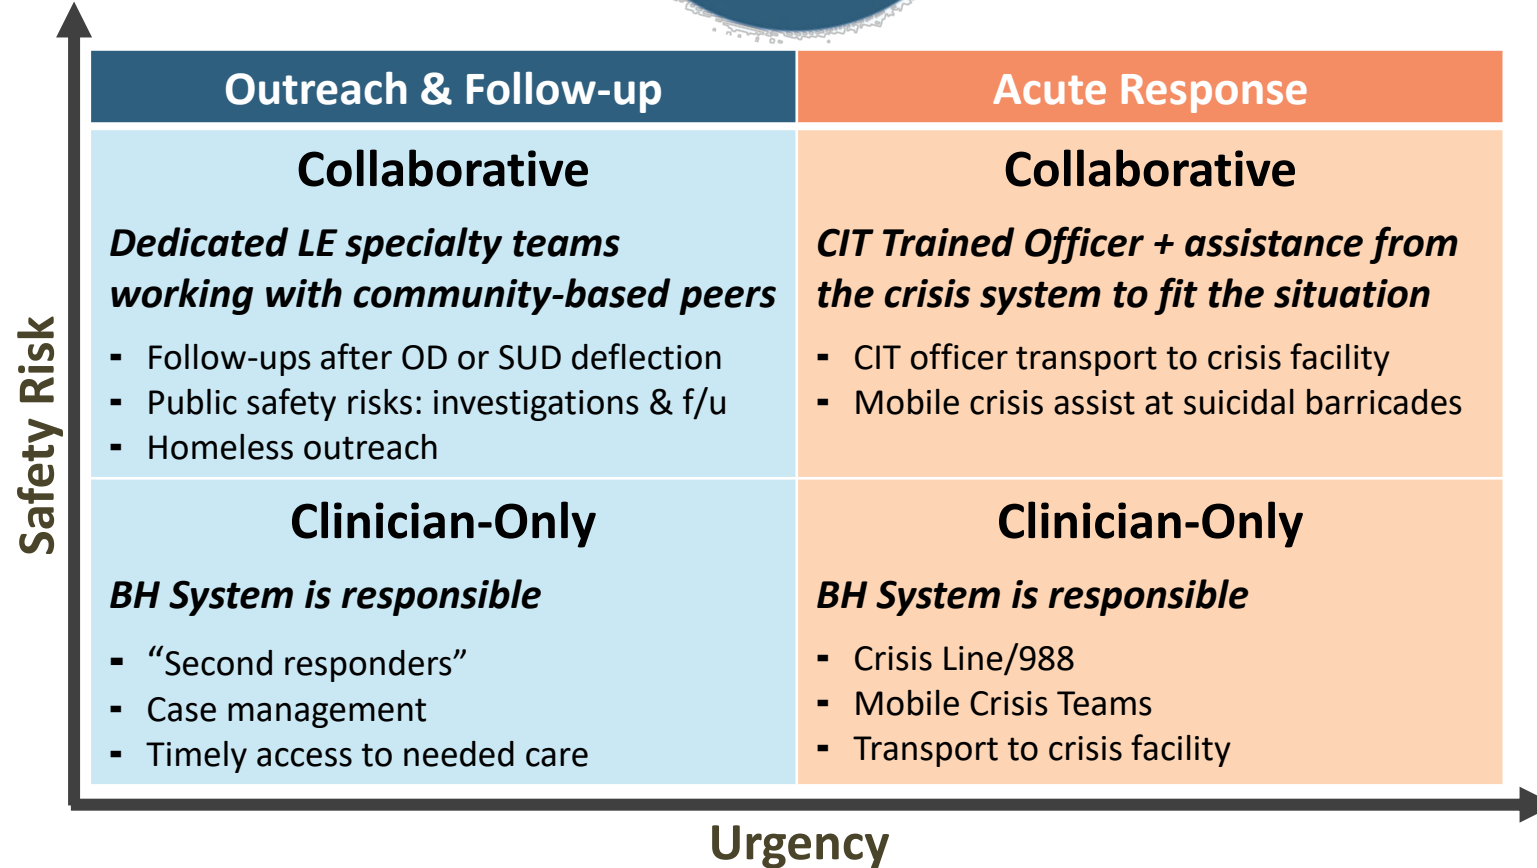 Outreach & Follow-up
Acute Response
Collaborative
Dedicated LE specialty teams
working with community-based peers
- Follow-ups after OD or SUD deflection
- Public safety risks: investigations & f/u
- Homeless outreach
Collaborative
CIT Trained Officer + assistance from
the crisis system to fit the situation
- CIT officer transport to crisis facility
- Mobile crisis assist at suicidal barricades
Clinician-Only
BH System is responsible
- “Second responders”
- Case management
- Timely access to needed care
Clinician-Only
BH System is responsible
- Crisis Line/988
- Mobile Crisis Teams
- Transport to crisis facility
Safety Risk
Urgency